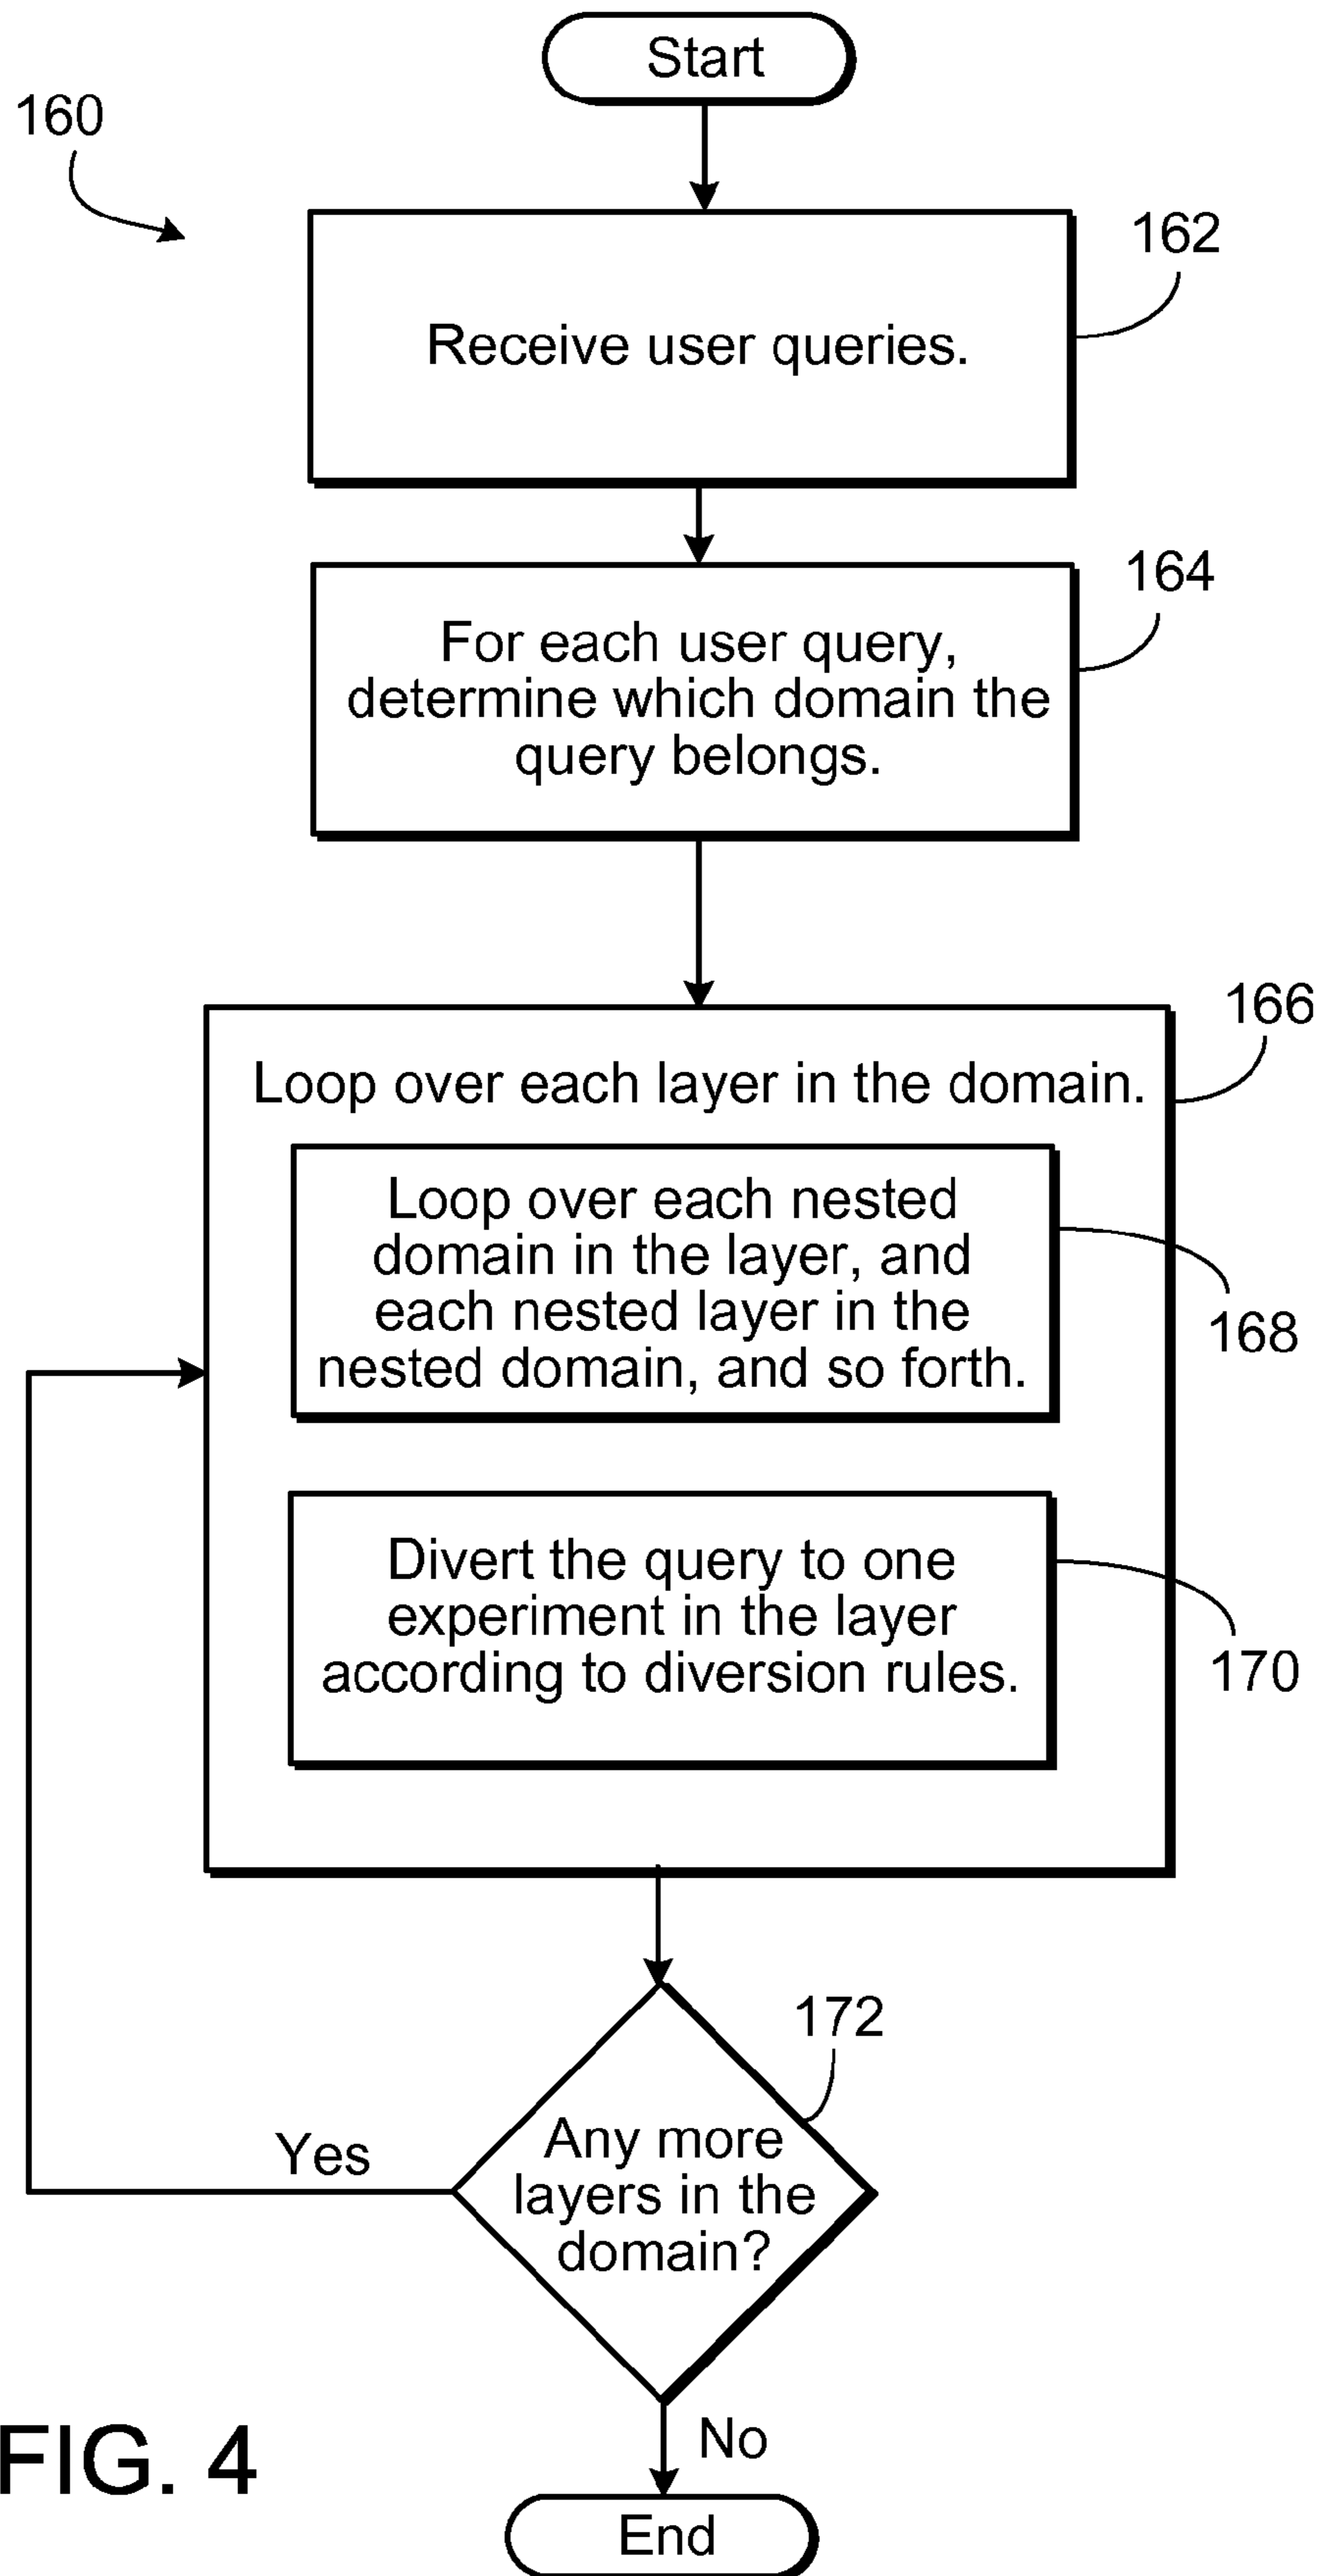 Start
160
162
Receive user queries.
164
For each user query,
determine which domain the
query belongs.
166
Loop over each layer in the domain.
Loop over each nested
domain in the layer, and
each nested layer in the
nested domain, and so forth.
168
Divert the query to one
experiment in the layer
according to diversion rules.
170
172
Any more
layers in the
domain?
Yes
No
FIG. 4
End